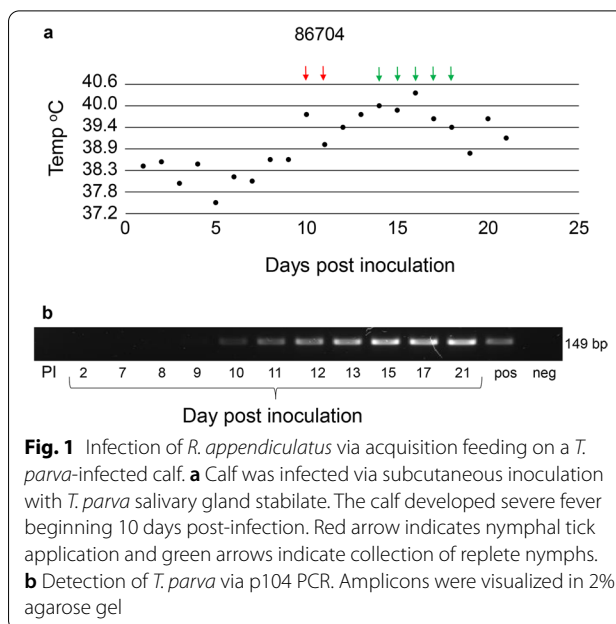 a
86704
Temp °C
40.6
40.0
39.4
38.9
38.3
37.8
37.2
0 5 10 15 20 25
Days post inoculation
b
149 bp
PI 2 7 8 9 10 11 12 13 15 17 21 pos neg
Day post inoculation
Fig. 1 Infection of R. appendiculatus via acquisition feeding on a T.
parva-infected calf. a Calf was infected via subcutaneous inoculation
with T. parva salivary gland stabilate. The calf developed severe fever
beginning 10 days post-infection. Red arrow indicates nymphal tick
application and green arrows indicate collection of replete nymphs.
b Detection of T. parva via p104 PCR. Amplicons were visualized in 2%
agarose gel